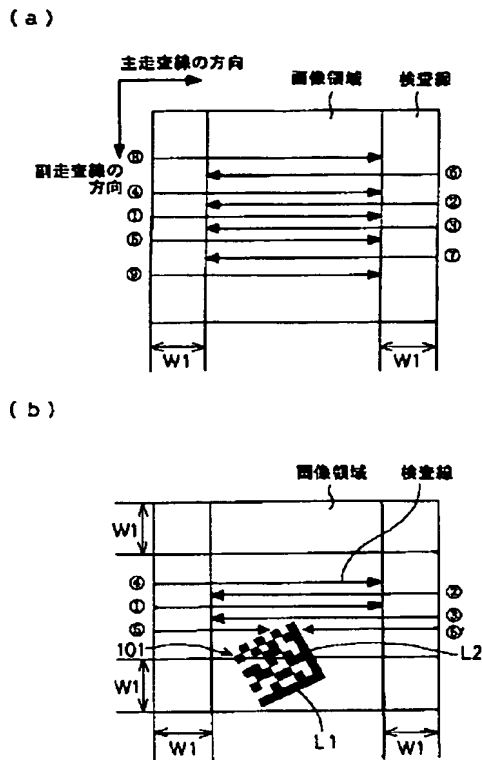 (a)
主走査線の方向
画像領域 検査線
副走査線の方向
⑧
⑥
④
②
①
③
⑤
⑦
⑨
W1 W1
(b)
画像領域 検査線
W1
④
②
①
③
⑤ ⑥
101
L2
W1
L1
W1 W1